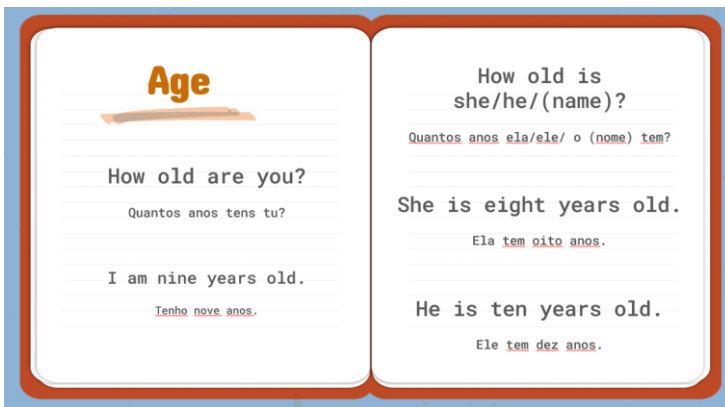 Age
How old are you?
Quantos anos tens tu?
I am nine years old.
Tenho nove anos.
How old is
she/he/(name)?
Quantos anos ela/ele/ o (nome) tem?
She is eight years old.
Ela tem oito anos.
He is ten years old.
Ele tem dez anos.